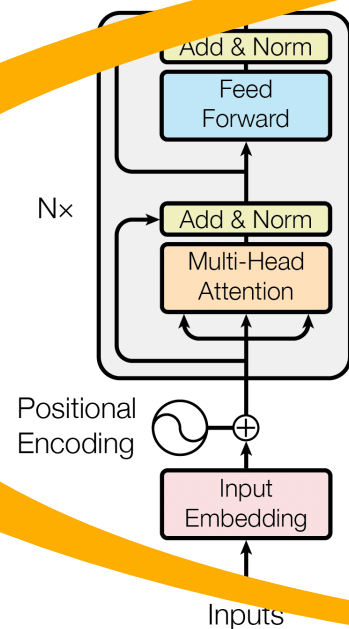 Add & Norm
Feed
Forward
N×
Add & Norm
Multi-Head
Attention
Positional
Encoding
Input
Embedding
Inputs